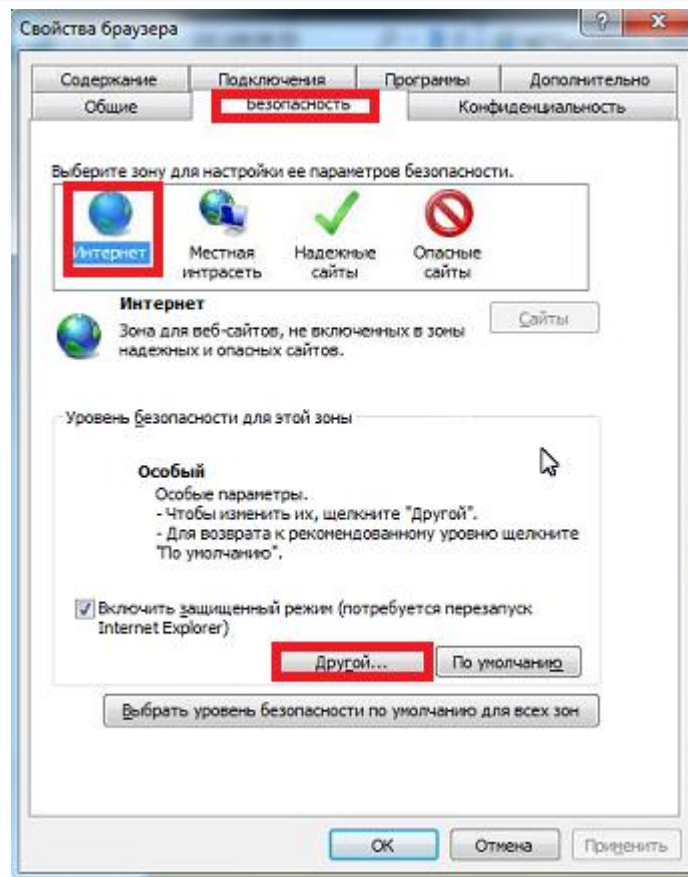 Свойства браузера
Содержание Подключения Программы Дополнительно
Общие Безопасность Конфиденциальность
Выберите зону для настройки ее параметров безопасности.
Интернет Местная интрасеть Надежные сайты Опасные сайты
Интернет
Сайты
Зона для веб-сайтов, не включенных в зоны
надежных и опасных сайтов.
Уровень безопасности для этой зоны
Особый
Особые параметры.
- Чтобы изменить их, щелкните "Другой".
- Для возврата к рекомендованному уровню щелкните
"По умолчанию".
Включить защищенный режим (потребуется перезапуск
Internet Explorer)
Другой... По умолчанию
Выбрать уровень безопасности по умолчанию для всех зон
ОК Отмена Применить